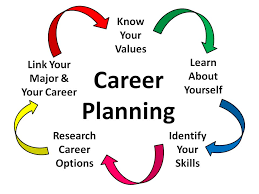 Know
Your
Values
Learn
About
Yourself
Identify
Your
Skills
Research
Career
Options
Link Your
Major &
Your Career
Career
Planning